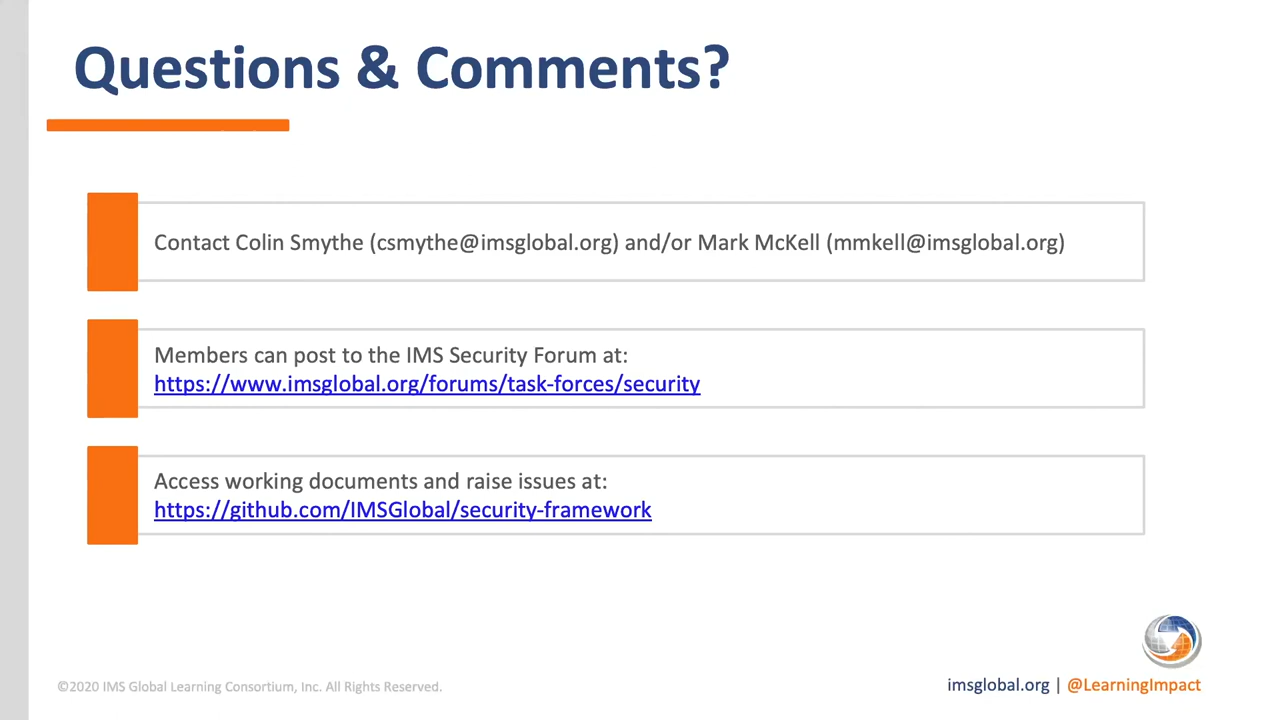 Questions & Comments?
Contact Colin Smythe (csmythe@imsglobal.org) and/or Mark McKell (mmkell@imsglobal.org)
Members can post to the IMS Security Forum at:
https://www.imsglobal.org/forums/task-forces/security
Access working documents and raise issues at:
https://github.com/IMSGlobal/security-framework
©2020 IMS Global Learning Consortium, Inc. All Rights Reserved.
imsglobal.org | @LearningImpact